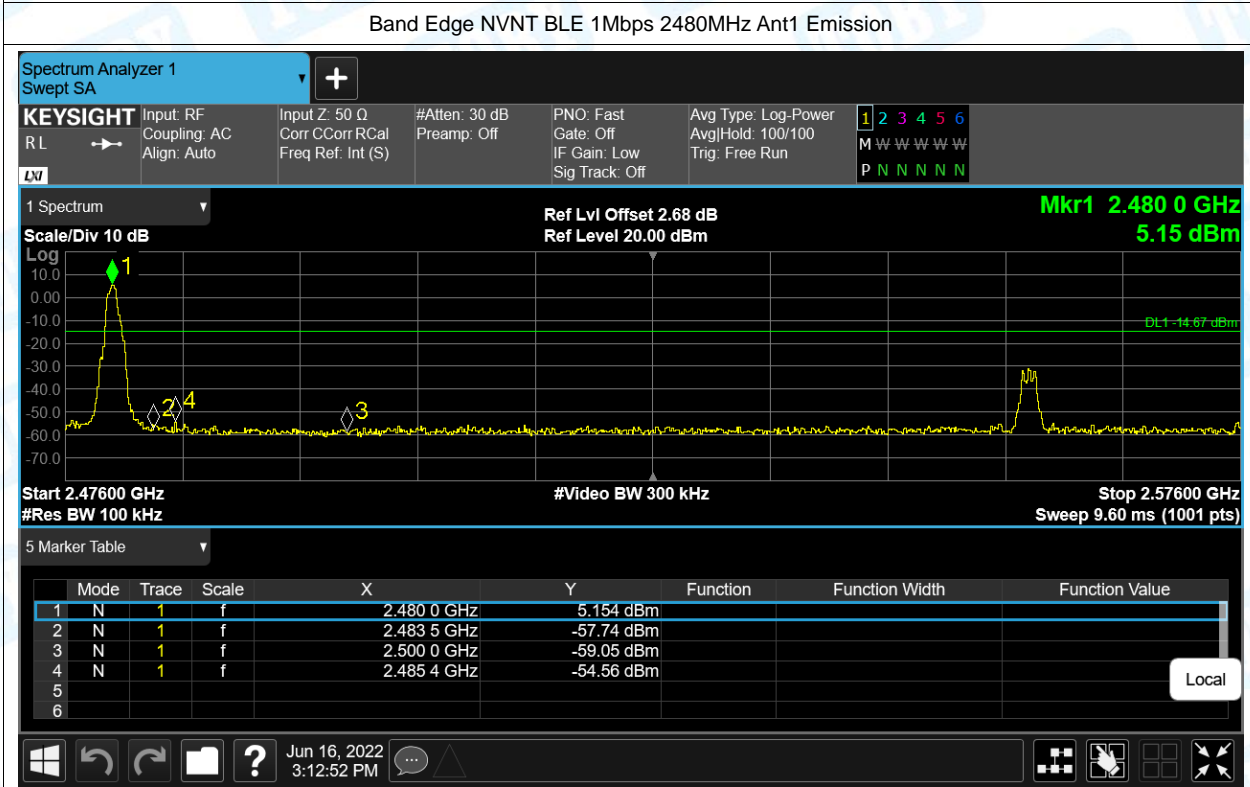 Band Edge NVNT BLE 1Mbps 2480MHz Ant1 Emission
Spectrum Analyzer 1
Swept SA
KEYSIGHT
RL
LXI
Input: RF
Coupling: AC
Align: Auto
Input Z: 50 Ω
Corr CCorr RCal
Freq Ref: Int (S)
#Atten: 30 dB
Preamp: Off
PNO: Fast
Gate: Off
IF Gain: Low
Sig Track: Off
Avg Type: Log-Power
Avg|Hold: 100/100
Trig: Free Run
1 2 3 4 5 6
M W W W W W
P N N N N N
1 Spectrum
Scale/Div 10 dB
Ref Lvl Offset 2.68 dB
Ref Level 20.00 dBm
Mkr1 2.480 0 GHz
5.15 dBm
Log
10.0
0.00
-10.0
-20.0
-30.0
-40.0
-50.0
-60.0
-70.0
1
2
4
3
DL1 -14.67 dBm
Start 2.47600 GHz
#Res BW 100 kHz
#Video BW 300 kHz
Stop 2.57600 GHz
Sweep 9.60 ms (1001 pts)
5 Marker Table
Mode Trace Scale X Y Function Function Width Function Value
1 N 1 f 2.480 0 GHz 5.154 dBm
2 N 1 f 2.483 5 GHz -57.74 dBm
3 N 1 f 2.500 0 GHz -59.05 dBm
4 N 1 f 2.485 4 GHz -54.56 dBm
5
6
Local
?
Jun 16, 2022
3:12:52 PM